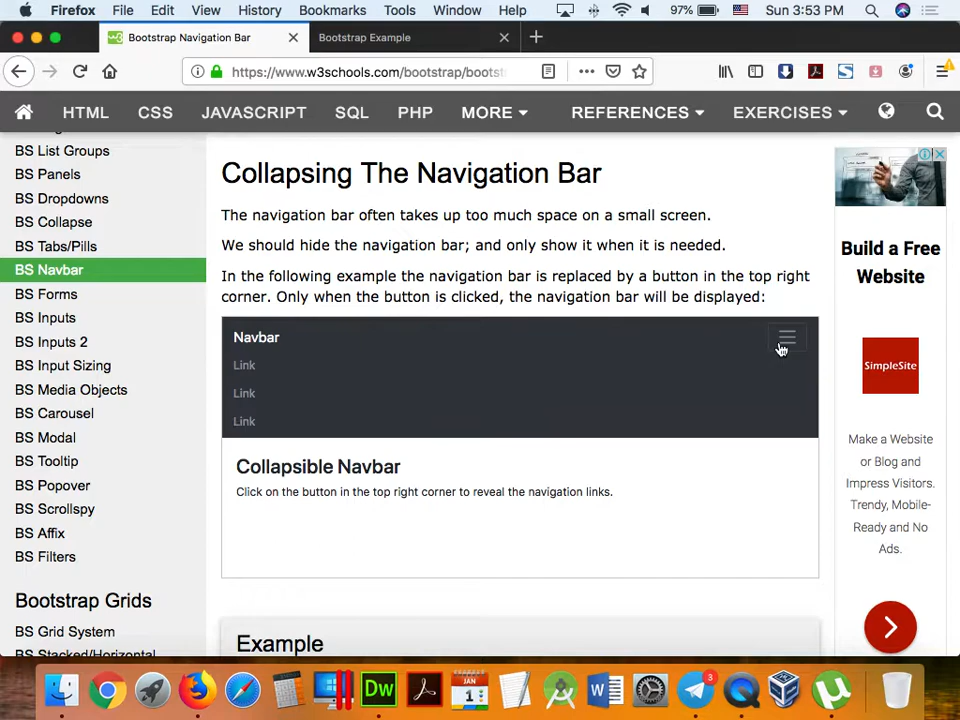 Firefox File Edit View History Bookmarks Tools Window Help 97% Sun 3:53 PM
Bootstrap Navigation Bar
Bootstrap Example
https://www.w3schools.com/bootstrap/boots
HTML CSS JAVASCRIPT SQL PHP MORE REFERENCES EXERCISES
BS List Groups
BS Panels
BS Dropdowns
BS Collapse
BS Tabs/Pills
BS Navbar
BS Forms
BS Inputs
BS Inputs 2
BS Input Sizing
BS Media Objects
BS Carousel
BS Modal
BS Tooltip
BS Popover
BS Scrollspy
BS Affix
BS Filters
Bootstrap Grids
BS Grid System
BS Stacked/Horizontal
Collapsing The Navigation Bar
The navigation bar often takes up too much space on a small screen.
We should hide the navigation bar; and only show it when it is needed.
In the following example the navigation bar is replaced by a button in the top right
corner. Only when the button is clicked, the navigation bar will be displayed:
Navbar
Link
Link
Link
Collapsible Navbar
Click on the button in the top right corner to reveal the navigation links.
Example
Build a Free
Website
SimpleSite
Make a Website
or Blog and
Impress Visitors.
Trendy, Mobile-
Ready and No
Ads.
Dw
JAN
1
W
3